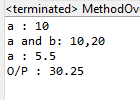 <terminated> MethodOv
a : 10
a and b: 10,20
a : 5.5
O/P : 30.25